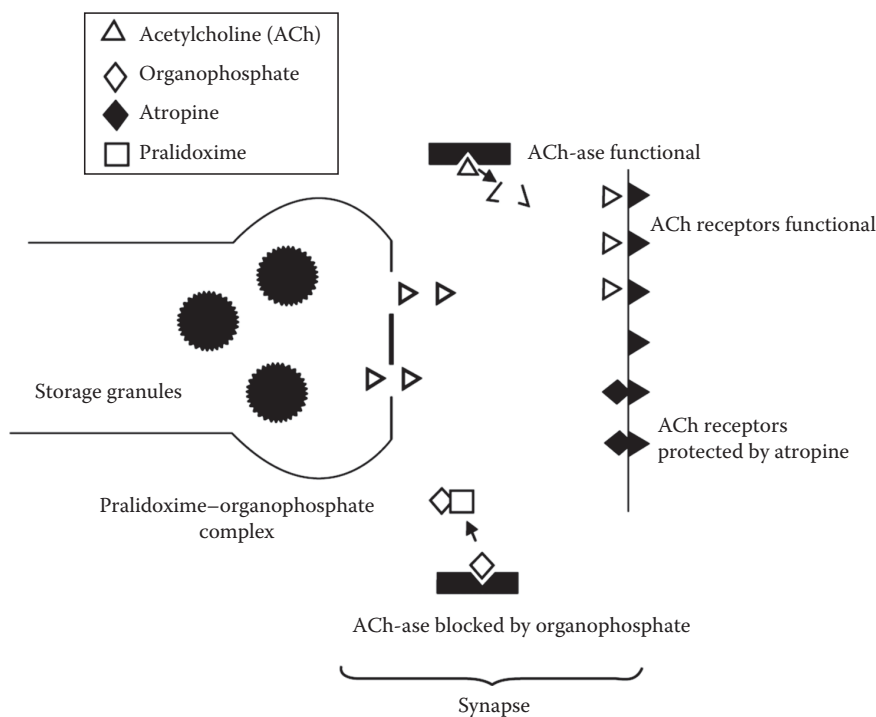 Acetylcholine (ACh)
Organophosphate
Atropine
Pralidoxime
ACh-ase functional
ACh receptors functional
Storage granules
ACh receptors
protected by atropine
Pralidoxime–organophosphate
complex
ACh-ase blocked by organophosphate
Synapse